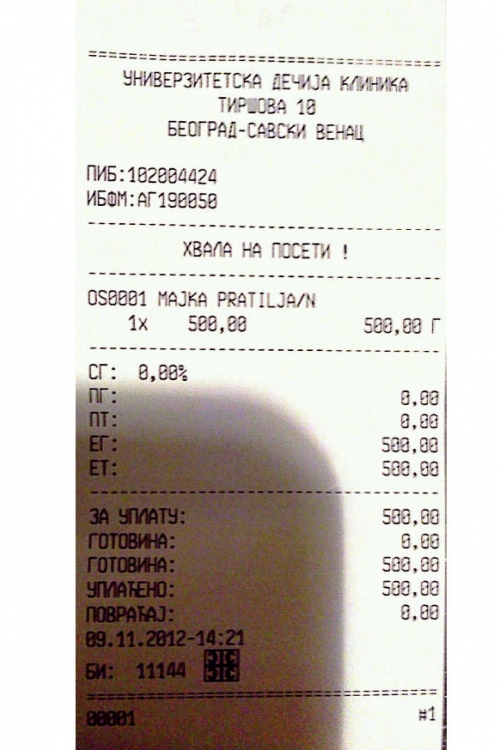 УНИВЕРЗИТЕТСКА ДЕЧИЈА КЛИНИКА
ТИРШОВА 10
БЕОГРАД-САВСКИ ВЕНАЦ
ПИБ:102004424
ИБФМ:АГ190050
ХВАЛА НА ПОСЕТИ !
OS0001 MAJKA PRATILJA/N
1x 500,00 500,00 Г
СГ: 0,00%
ПГ: 0,00
ПТ: 0,00
ЕГ: 500,00
ЕТ: 500,00
ЗА УПЛАТУ: 500,00
ГОТОВИНА: 0,00
ГОТОВИНА: 500,00
УПЛАЋЕНО: 500,00
ПОВРАЋАЈ: 0,00
09.11.2012-14:21
БИ: 11144
00001 #1